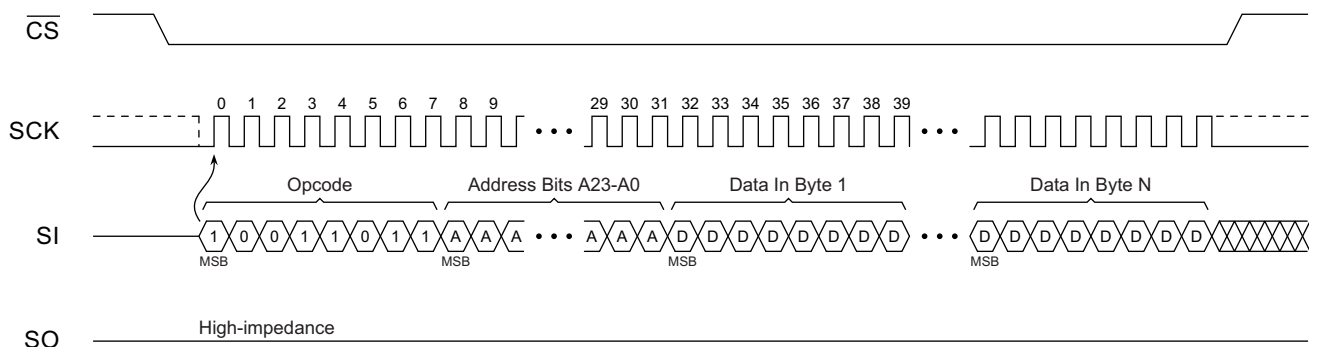 CS
SCK
0 1 2 3 4 5 6 7 8 9 29 30 31 32 33 34 35 36 37 38 39
Opcode Address Bits A23-A0 Data In Byte 1 Data In Byte N
SI
1 0 0 1 1 0 1 1 A A A A A A D D D D D D D D D D D D D D D D
MSB MSB MSB MSB
High-impedance
SO